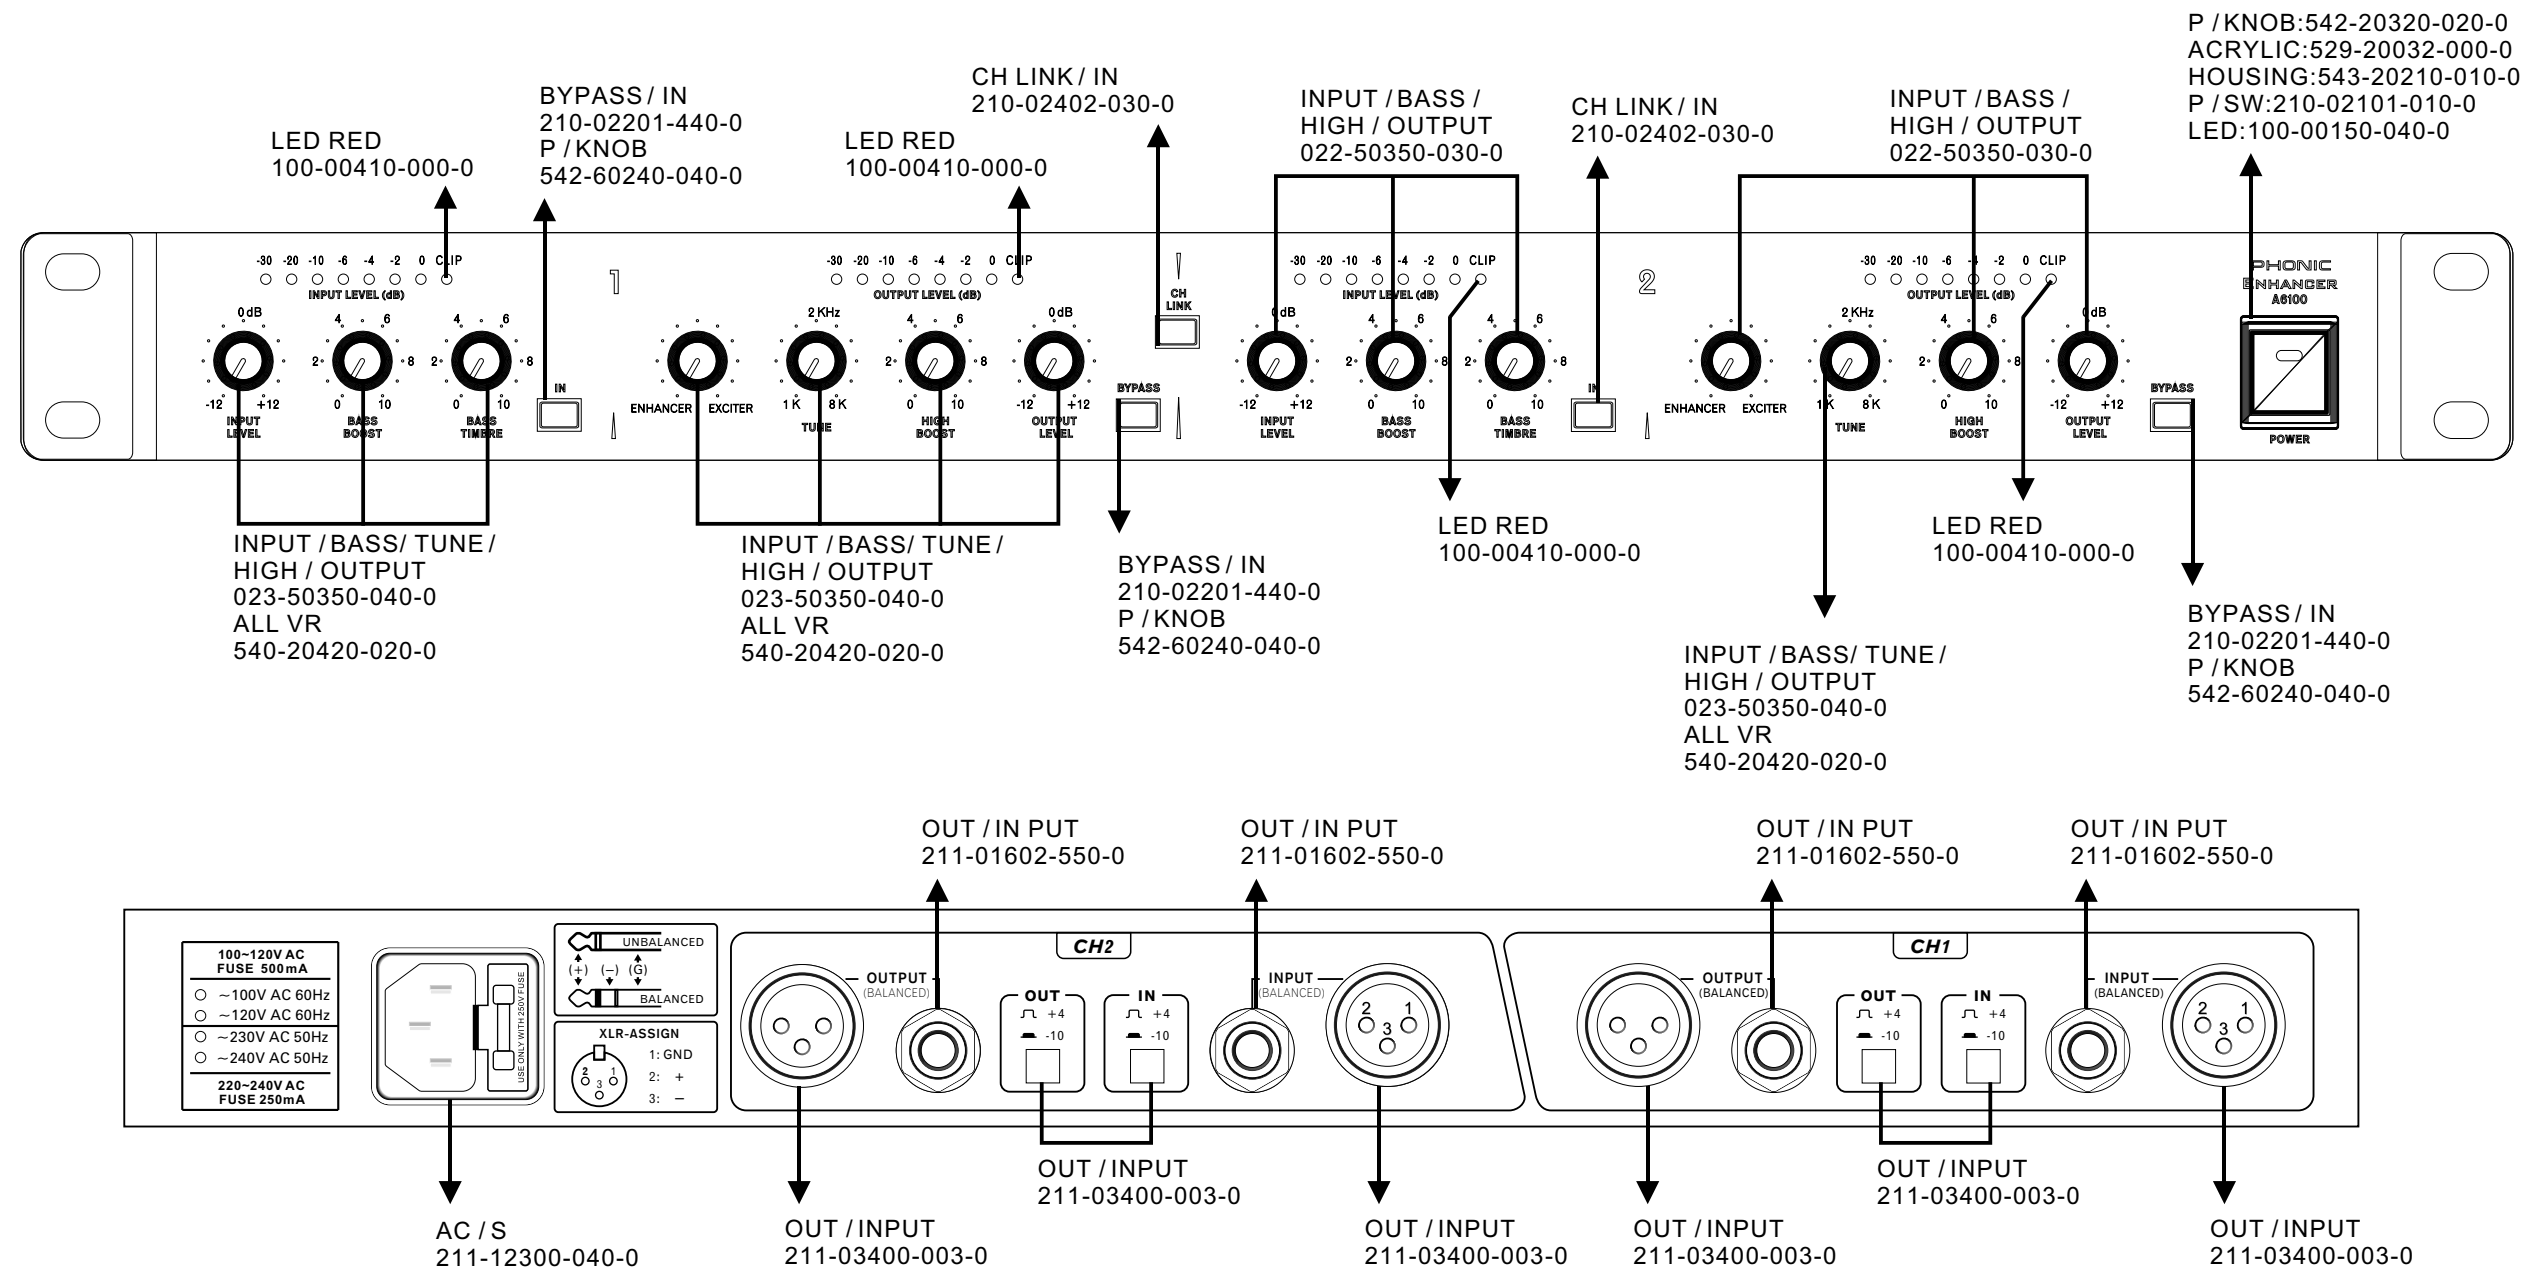 P / KNOB:542-20320-020-0
ACRYLIC:529-20032-000-0
HOUSING:543-20210-010-0
P / SW:210-02101-010-0
LED:100-00150-040-0
CH LINK / IN
210-02402-030-0
BYPASS / IN
210-02201-440-0
P / KNOB
542-60240-040-0
INPUT / BASS /
HIGH / OUTPUT
022-50350-030-0
CH LINK / IN
210-02402-030-0
INPUT / BASS /
HIGH / OUTPUT
022-50350-030-0
LED RED
100-00410-000-0
LED RED
100-00410-000-0
-30 -20 -10 -6 -4 -2 0 CLIP
INPUT LEVEL (dB)
1
-30 -20 -10 -6 -4 -2 0 CLIP
OUTPUT LEVEL (dB)
CH
LINK
-30 -20 -10 -6 -4 -2 0 CLIP
INPUT LEVEL (dB)
2
-30 -20 -10 -6 -4 -2 0 CLIP
OUTPUT LEVEL (dB)
PHONIC
ENHANCER
A6100
0 dB
-12 +12
INPUT
LEVEL
4 6
2 8
0 10
BASS
BOOST
4 6
2 8
0 10
BASS
TIMBRE
IN
ENHANCER EXCITER
2 KHz
1 K 8 K
TUNE
4 6
2 8
0 10
HIGH
BOOST
0 dB
-12 +12
OUTPUT
LEVEL
BYPASS
0 dB
-12 +12
INPUT
LEVEL
4 6
2 8
0 10
BASS
BOOST
4 6
2 8
0 10
BASS
TIMBRE
IN
ENHANCER EXCITER
2 KHz
1 K 8 K
TUNE
4 6
2 8
0 10
HIGH
BOOST
0 dB
-12 +12
OUTPUT
LEVEL
BYPASS
POWER
INPUT / BASS/ TUNE /
HIGH / OUTPUT
023-50350-040-0
ALL VR
540-20420-020-0
INPUT / BASS/ TUNE /
HIGH / OUTPUT
023-50350-040-0
ALL VR
540-20420-020-0
BYPASS / IN
210-02201-440-0
P / KNOB
542-60240-040-0
LED RED
100-00410-000-0
INPUT / BASS/ TUNE /
HIGH / OUTPUT
023-50350-040-0
ALL VR
540-20420-020-0
LED RED
100-00410-000-0
BYPASS / IN
210-02201-440-0
P / KNOB
542-60240-040-0
OUT / IN PUT
211-01602-550-0
OUT / IN PUT
211-01602-550-0
OUT / IN PUT
211-01602-550-0
OUT / IN PUT
211-01602-550-0
100~120V AC
FUSE 500mA
~100V AC 60Hz
~120V AC 60Hz
~230V AC 50Hz
~240V AC 50Hz
220~240V AC
FUSE 250mA
USE ONLY WITH 250V FUSE
UNBALANCED
(+) (−) (G)
BALANCED
XLR-ASSIGN
2 3 1
1: GND
2: +
3: −
CH2
OUTPUT
(BALANCED)
OUT
+4
-10
IN
+4
-10
INPUT
(BALANCED)
2 3 1
CH1
OUTPUT
(BALANCED)
OUT
+4
-10
IN
+4
-10
INPUT
(BALANCED)
2 3 1
AC / S
211-12300-040-0
OUT / INPUT
211-03400-003-0
OUT / INPUT
211-03400-003-0
OUT / INPUT
211-03400-003-0
OUT / INPUT
211-03400-003-0
OUT / INPUT
211-03400-003-0
OUT / INPUT
211-03400-003-0